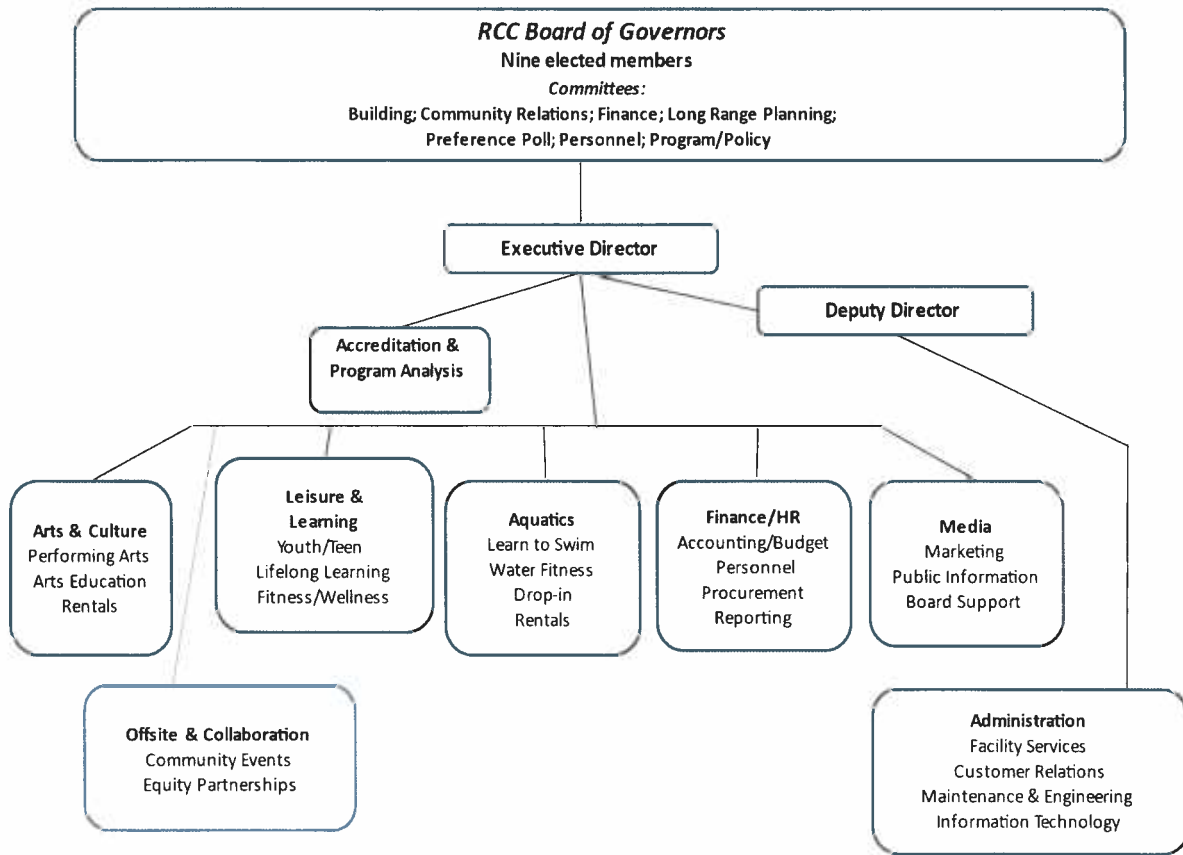 RCC Board of Governors
Nine elected members
Committees:
Building; Community Relations; Finance; Long Range Planning;
Preference Poll; Personnel; Program/Policy
Executive Director
Deputy Director
Accreditation &
Program Analysis
Arts & Culture
Performing Arts
Arts Education
Rentals
Leisure &
Learning
Youth/Teen
Lifelong Learning
Fitness/Wellness
Aquatics
Learn to Swim
Water Fitness
Drop-in
Rentals
Finance/HR
Accounting/Budget
Personnel
Procurement
Reporting
Media
Marketing
Public Information
Board Support
Offsite & Collaboration
Community Events
Equity Partnerships
Administration
Facility Services
Customer Relations
Maintenance & Engineering
Information Technology